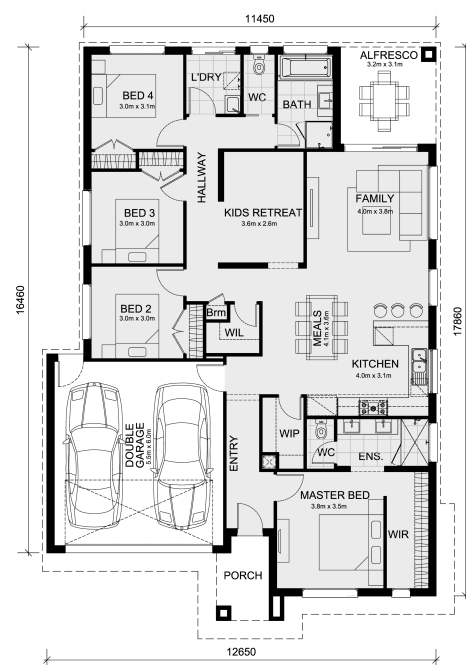 11450
ALFRESCO
3.2m x 3.1m
L'DRY
WC
BED 4
3.0m x 3.1m
BATH
HALLWAY
FAMILY
4.0m x 3.8m
BED 3
3.0m x 3.0m
KIDS RETREAT
3.6m x 2.6m
16460
17860
BED 2
3.0m x 3.0m
Brm
WIL
MEALS
4.1m x 3.6m
KITCHEN
4.0m x 3.1m
DOUBLE
GARAGE
5.5m x 6.0m
ENTRY
WIP
WC
ENS.
MASTER BED
3.8m x 3.5m
WIR
PORCH
12650